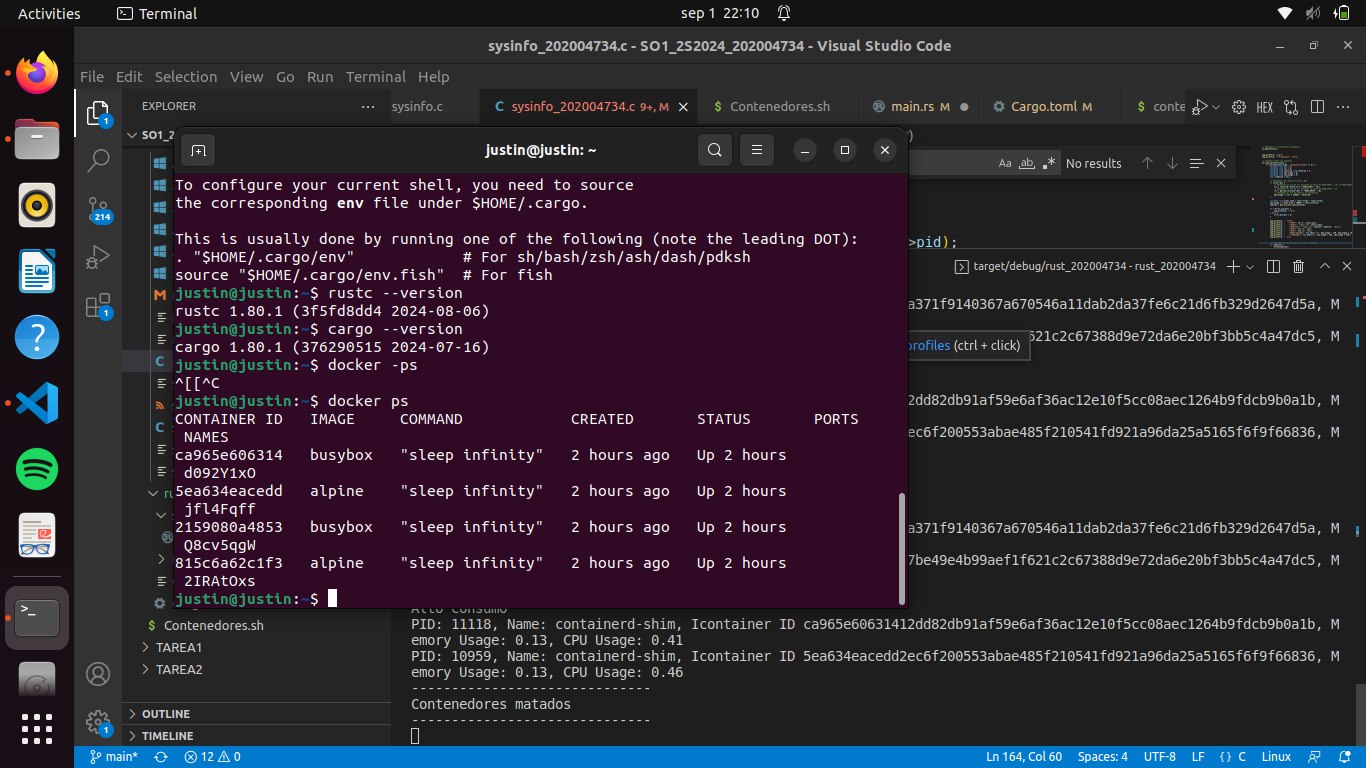 Activities
Terminal
sep 1 22:10
sysinfo_202004734.c - SO1_2S2024_202004734 - Visual Studio Code
File Edit Selection View Go Run Terminal Help
EXPLORER
sysinfo.c
C sysinfo_202004734.c 9+, M
$ Contenedores.sh
main.rs M
Cargo.toml M
$ conte
HEX
SO1_2
justin@justin: ~
Aa ab
No results
To configure your current shell, you need to source
the corresponding env file under $HOME/.cargo.
This is usually done by running one of the following (note the leading DOT):
. "$HOME/.cargo/env" # For sh/bash/zsh/ash/dash/pdksh
source "$HOME/.cargo/env.fish" # For fish
justin@justin:~$ rustc --version
rustc 1.80.1 (3f5fd8dd4 2024-08-06)
justin@justin:~$ cargo --version
cargo 1.80.1 (376290515 2024-07-16)
justin@justin:~$ docker -ps
^[[^C
justin@justin:~$ docker ps
CONTAINER ID IMAGE COMMAND CREATED STATUS PORTS
NAMES
ca965e606314 busybox "sleep infinity" 2 hours ago Up 2 hours
d092Y1xO
5ea634eacedd alpine "sleep infinity" 2 hours ago Up 2 hours
jfl4Fqff
2159080a4853 busybox "sleep infinity" 2 hours ago Up 2 hours
Q8cv5qgW
815c6a62c1f3 alpine "sleep infinity" 2 hours ago Up 2 hours
2IRAtOxs
justin@justin:~$
>pid);
target/debug/rust_202004734 - rust_202004734
a371f9140367a670546a11dab2da37fe6c21d6fb329d2647d5a, M
621c2c67388d9e72da6e20bf3bb5c4a47dc5, M
profiles (ctrl + click)
2dd82db91af59e6af36ac12e10f5cc08aec1264b9fdcb9b0a1b, M
ec6f200553abae485f210541fd921a96da25a5165f6f9f66836, M
a371f9140367a670546a11dab2da37fe6c21d6fb329d2647d5a, M
7be49e4b99aef1f621c2c67388d9e72da6e20bf3bb5c4a47dc5, M
Alto Consumo
PID: 11118, Name: containerd-shim, Icontainer ID ca965e60631412dd82db91af59e6af36ac12e10f5cc08aec1264b9fdcb9b0a1b, M
emory Usage: 0.13, CPU Usage: 0.41
PID: 10959, Name: containerd-shim, Icontainer ID 5ea634eacedd2ec6f200553abae485f210541fd921a96da25a5165f6f9f66836, M
emory Usage: 0.13, CPU Usage: 0.46
------------------------------
Contenedores matados
------------------------------
1
214
1
M
C
C
ru
$ Contenedores.sh
TAREA1
TAREA2
OUTLINE
TIMELINE
1
main*
12 0
Ln 164, Col 60
Spaces: 4
UTF-8
LF
{} C
Linux